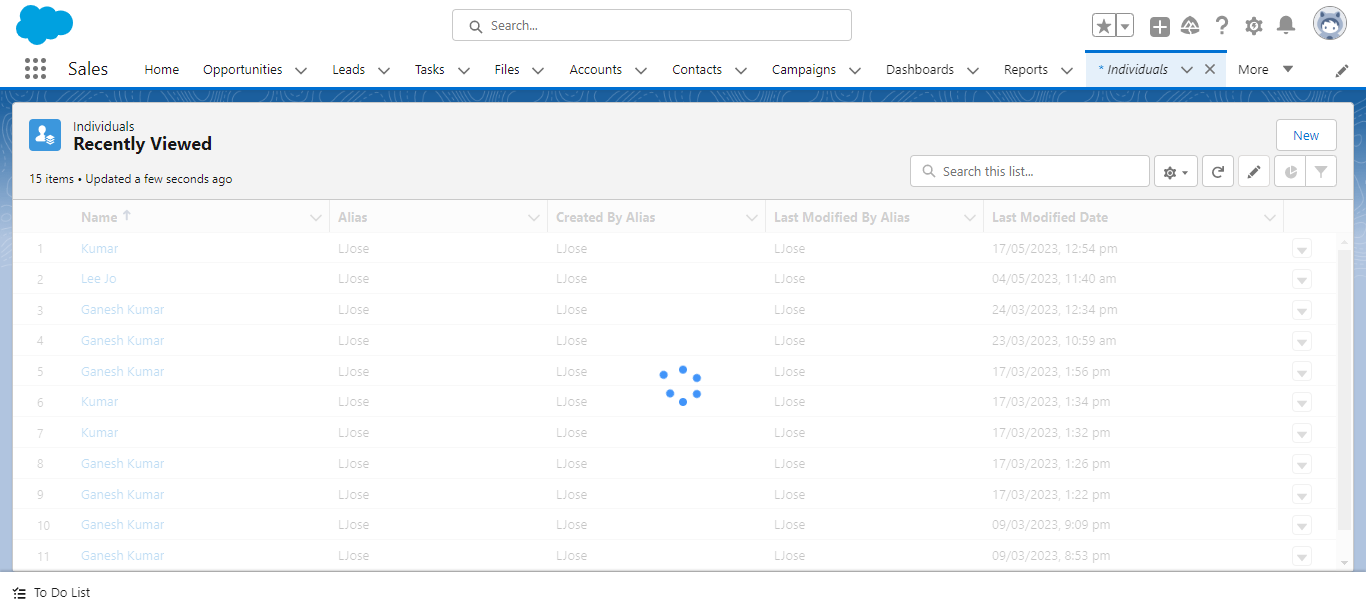 Search...
Sales Home Opportunities Leads Tasks Files Accounts Contacts Campaigns Dashboards Reports * Individuals More
Individuals
Recently Viewed
New
15 items • Updated a few seconds ago
Search this list...
Name Alias Created By Alias Last Modified By Alias Last Modified Date
1 Kumar LJose LJose LJose 17/05/2023, 12:54 pm
2 Lee Jo LJose LJose LJose 04/05/2023, 11:40 am
3 Ganesh Kumar LJose LJose LJose 24/03/2023, 12:34 pm
4 Ganesh Kumar LJose LJose LJose 23/03/2023, 10:59 am
5 Ganesh Kumar LJose LJose LJose 17/03/2023, 1:56 pm
6 Kumar LJose LJose LJose 17/03/2023, 1:34 pm
7 Kumar LJose LJose LJose 17/03/2023, 1:32 pm
8 Ganesh Kumar LJose LJose LJose 17/03/2023, 1:26 pm
9 Ganesh Kumar LJose LJose LJose 17/03/2023, 1:22 pm
10 Ganesh Kumar LJose LJose LJose 09/03/2023, 9:09 pm
11 Ganesh Kumar LJose LJose LJose 09/03/2023, 8:53 pm
To Do List